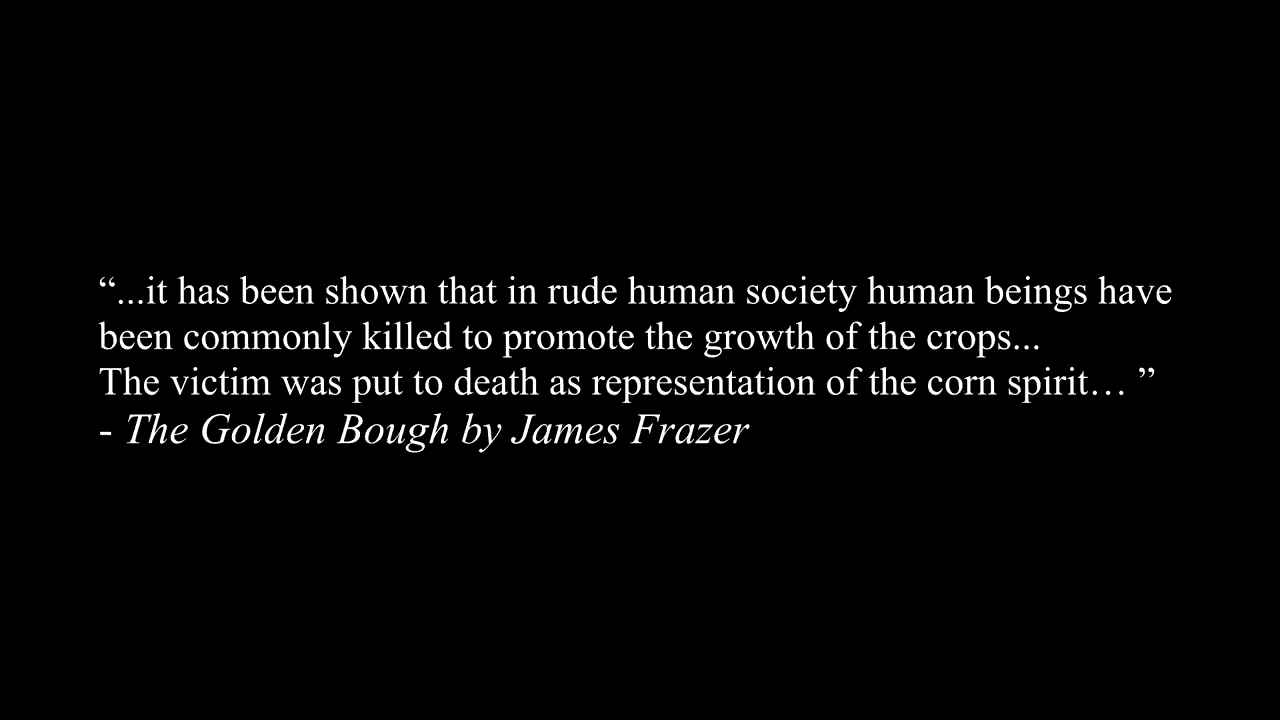 “...it has been shown that in rude human society human beings have
been commonly killed to promote the growth of the crops...
The victim was put to death as representation of the corn spirit… ”
- The Golden Bough by James Frazer